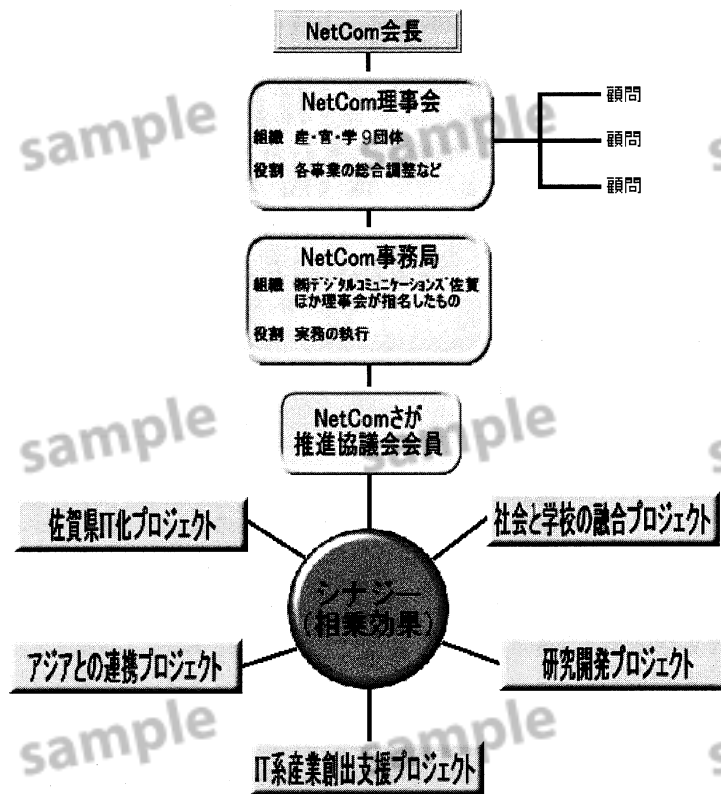 NetCom会長
NetCom理事会
組織 産・官・学 9団体
役割 各事業の総合調整など
顧問
顧問
顧問
NetCom事務局
組織 ㈱デジタルコミュニケーションズ佐賀
ほか理事会が指名したもの
役割 実務の執行
NetComさが
推進協議会会員
佐賀県IT化プロジェクト
社会と学校の融合プロジェクト
シナジー
(相乗効果)
アジアとの連携プロジェクト
研究開発プロジェクト
IT系産業創出支援プロジェクト
sample
sample
sample
sample
sample
sample